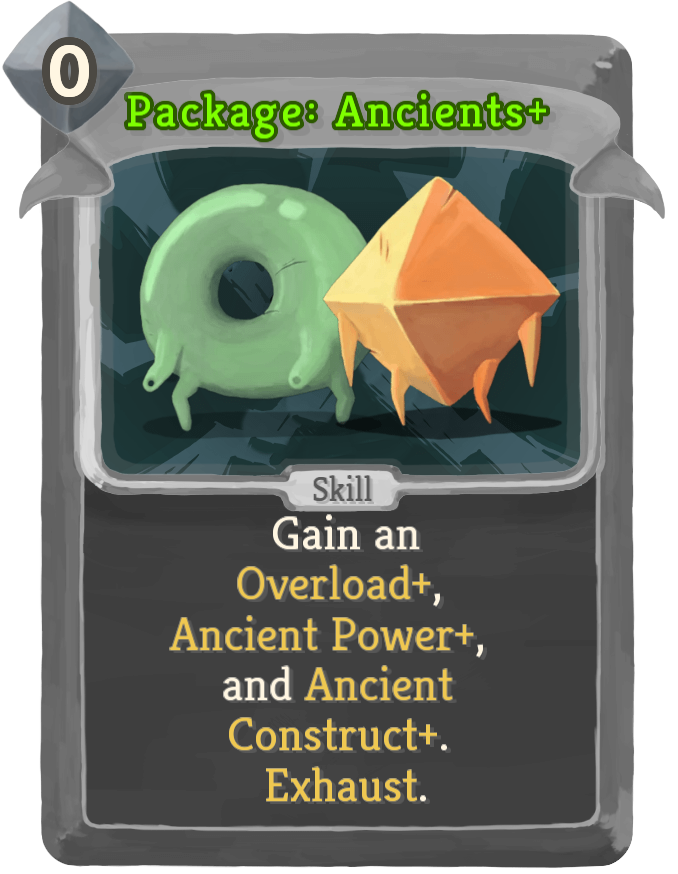 0
Package: Ancients+
Skill
Gain an
Overload+,
Ancient Power+,
and Ancient
Construct+.
Exhaust.